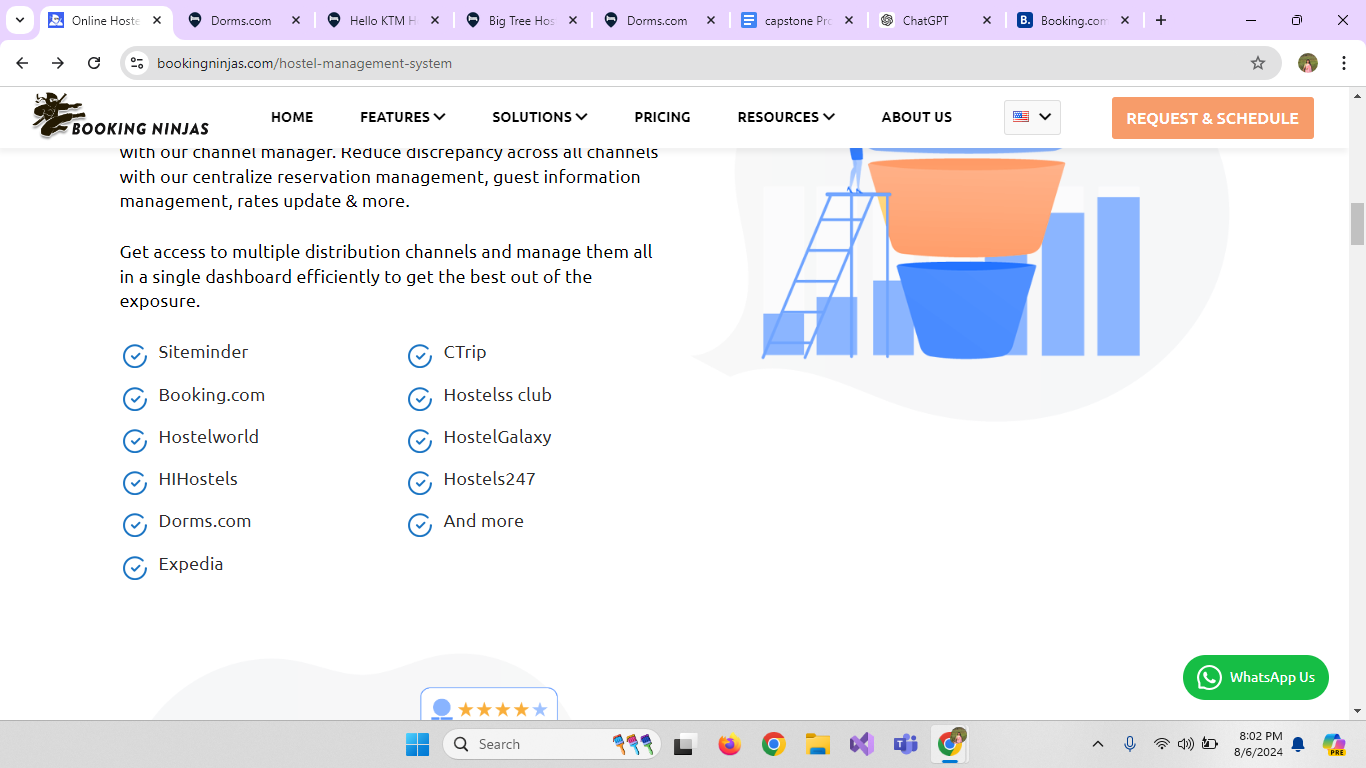 Online Hoste
Dorms.com
Hello KTM H
Big Tree Hos
Dorms.com
capstone Pro
ChatGPT
B.
Booking.com
bookingninjas.com/hostel-management-system
BOOKING NINJAS
HOME
FEATURES
SOLUTIONS
PRICING
RESOURCES
ABOUT US
REQUEST & SCHEDULE
with our channel manager. Reduce discrepancy across all channels
with our centralize reservation management, guest information
management, rates update & more.
Get access to multiple distribution channels and manage them all
in a single dashboard efficiently to get the best out of the
exposure.
Siteminder
CTrip
Booking.com
Hostelss club
Hostelworld
HostelGalaxy
HIHostels
Hostels247
Dorms.com
And more
Expedia
WhatsApp Us
Search
8:02 PM
8/6/2024
PRE